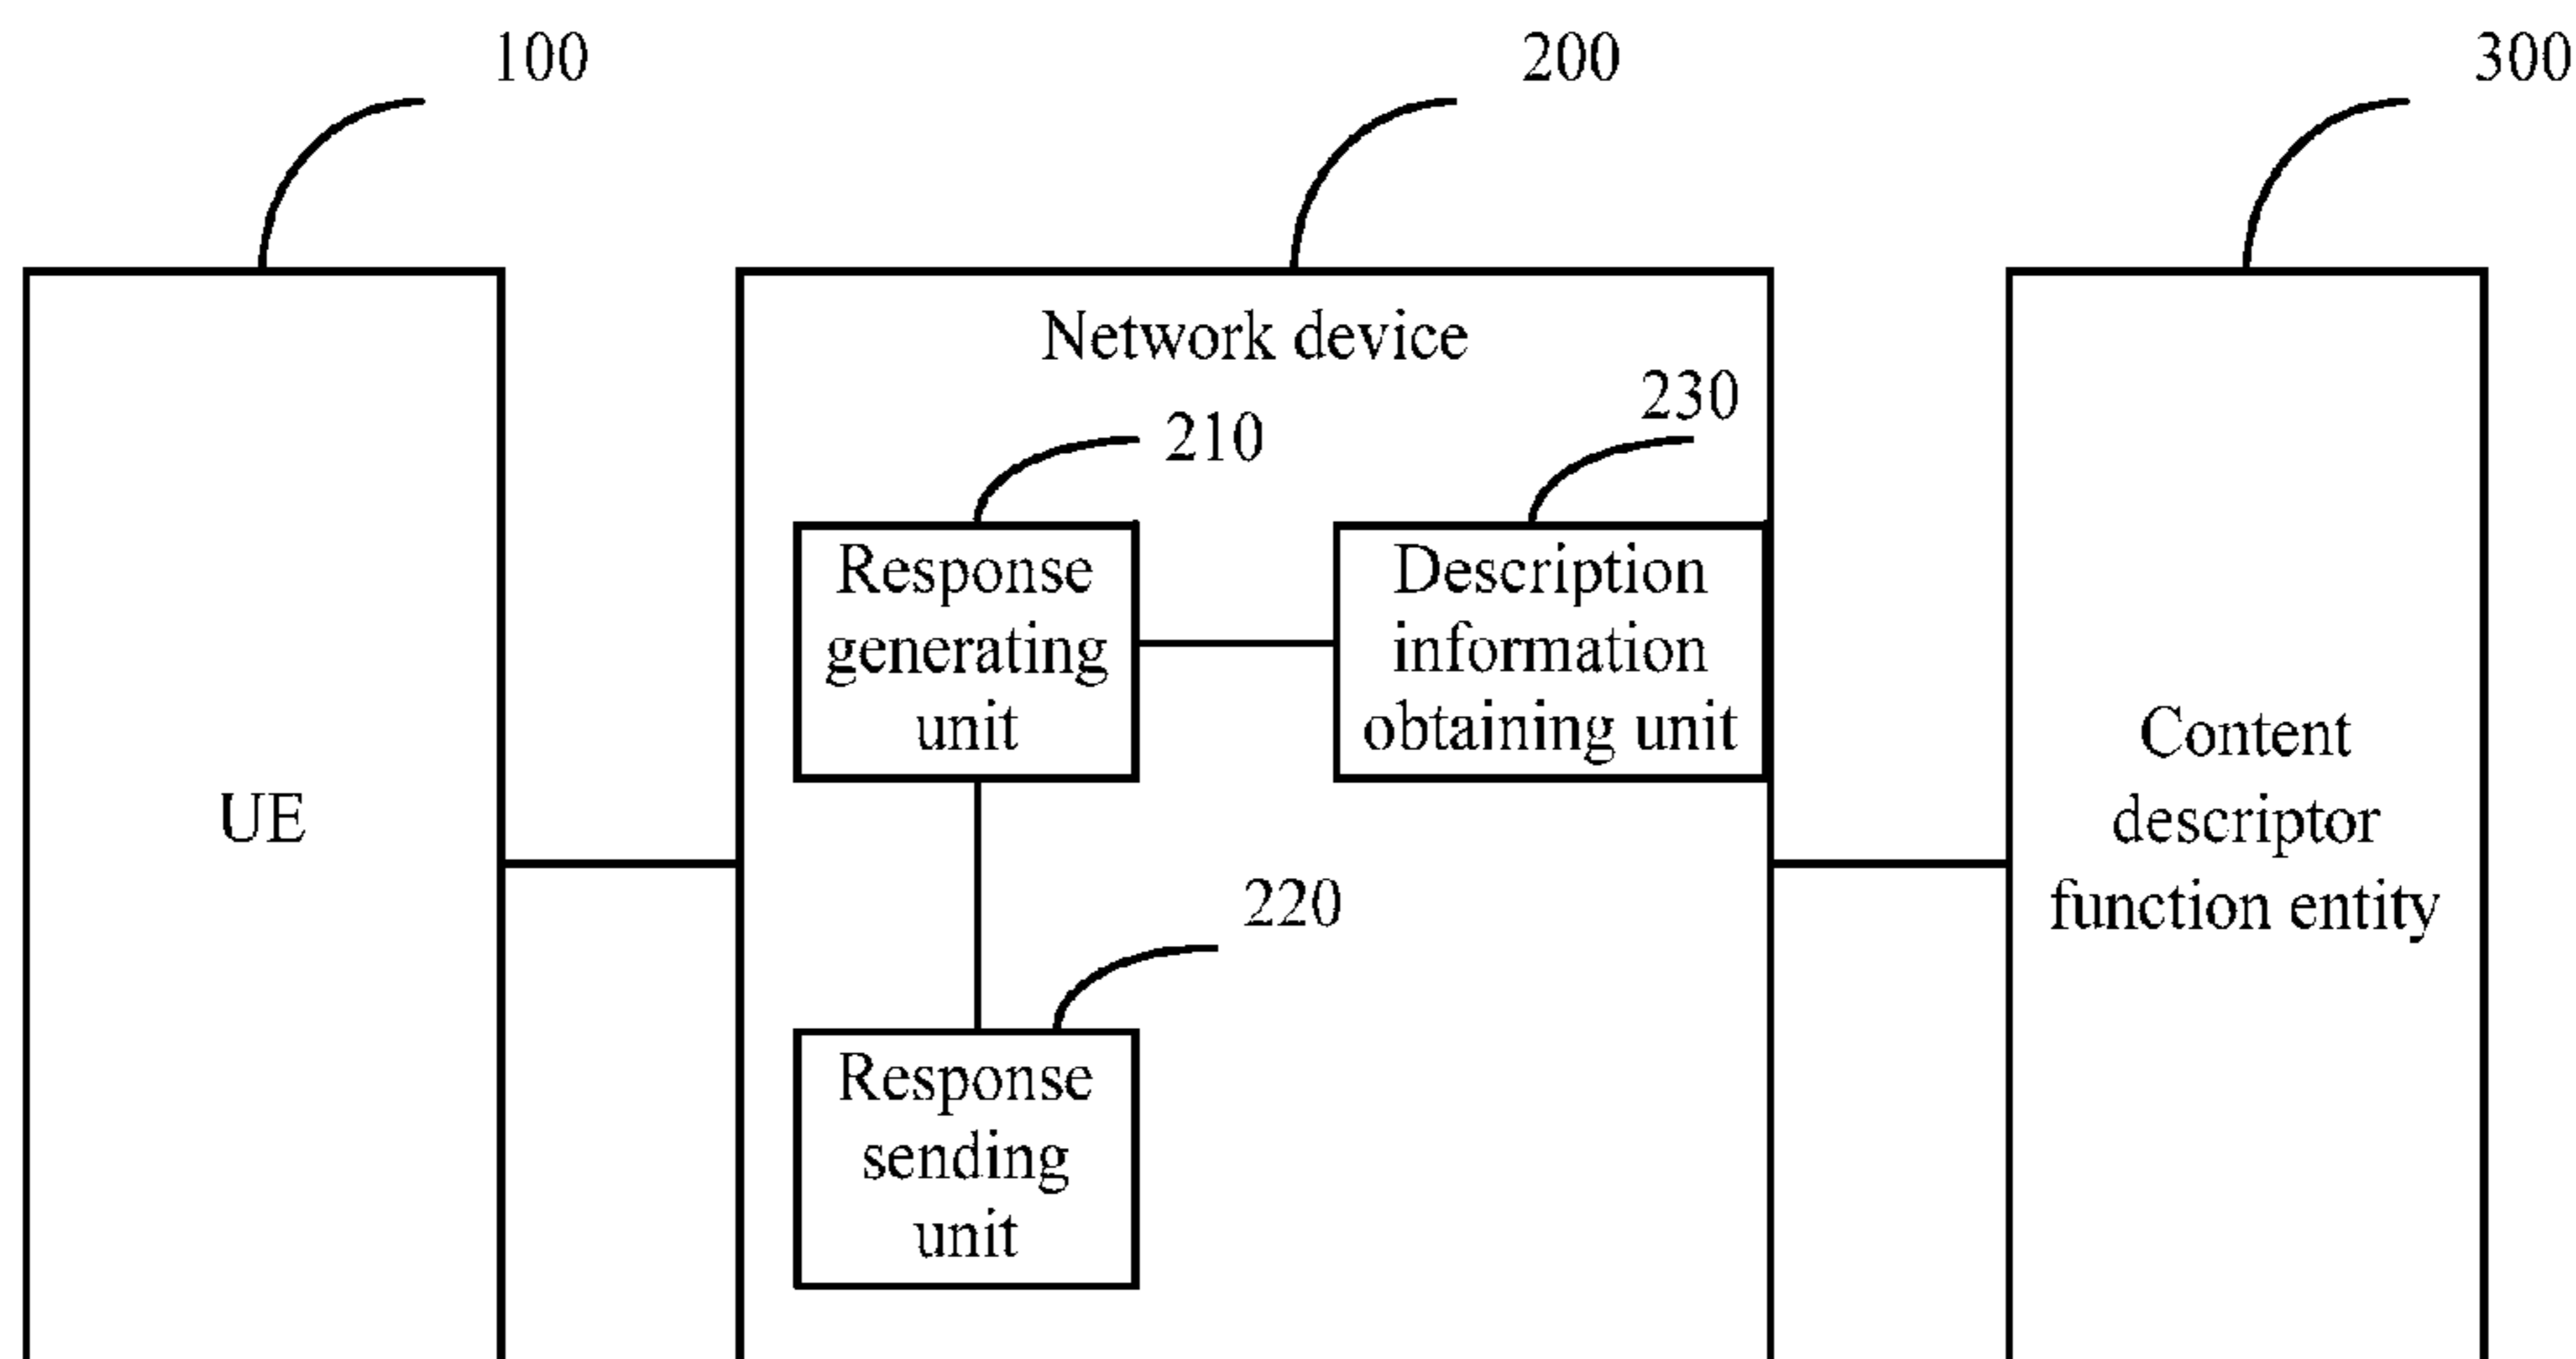 100
200
300
Network device
230
210
Response
generating
unit
Description
information
obtaining unit
UE
Content
descriptor
function entity
220
Response
sending
unit